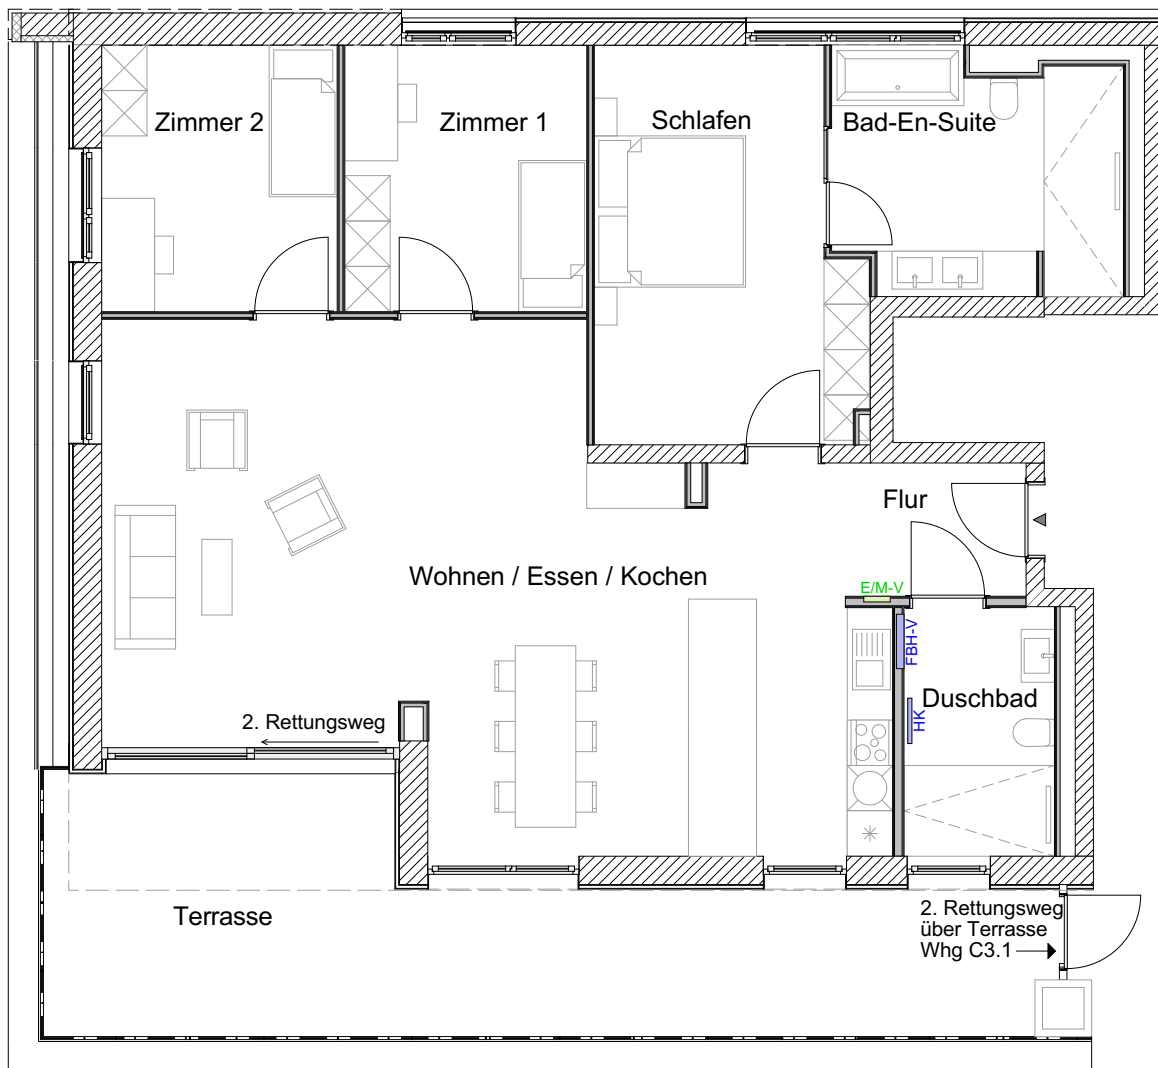 Zimmer 2
Zimmer 1
Schlafen
Bad-En-Suite
Flur
Wohnen / Essen / Kochen
E/M-V
FBH-V
HK
Duschbad
2. Rettungsweg
Terrasse
2. Rettungsweg
über Terrasse
Whg C3.1